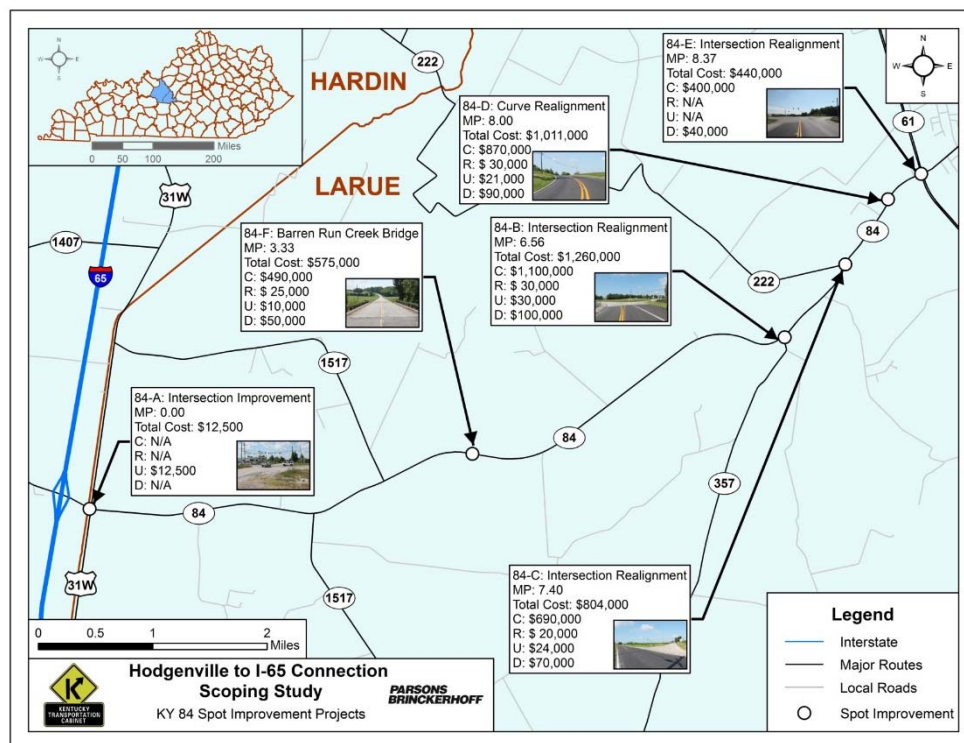 N
W
E
S
0 50 100 200
Miles
HARDIN
LARUE
222
31W
1407
65
84-E: Intersection Realignment
MP: 8.37
Total Cost: $440,000
C: $400,000
R: N/A
U: N/A
D: $40,000
N
W
E
S
61
84-D: Curve Realignment
MP: 8.00
Total Cost: $1,011,000
C: $870,000
R: $ 30,000
U: $21,000
D: $90,000
84
222
84-F: Barren Run Creek Bridge
MP: 3.33
Total Cost: $575,000
C: $490,000
R: $ 25,000
U: $10,000
D: $50,000
84-B: Intersection Realignment
MP: 6.56
Total Cost: $1,260,000
C: $1,100,000
R: $ 30,000
U: $30,000
D: $100,000
1517
84-A: Intersection Improvement
MP: 0.00
Total Cost: $12,500
C: N/A
R: N/A
U: $12,500
D: N/A
84
357
84
31W
1517
84-C: Intersection Realignment
MP: 7.40
Total Cost: $804,000
C: $690,000
R: $ 20,000
U: $24,000
D: $70,000
0 0.5 1 2
Miles
KENTUCKY
TRANSPORTATION
CABINET
Hodgenville to I-65 Connection
Scoping Study
KY 84 Spot Improvement Projects
PARSONS
BRINCKERHOFF
Legend
Interstate
Major Routes
Local Roads
Spot Improvement